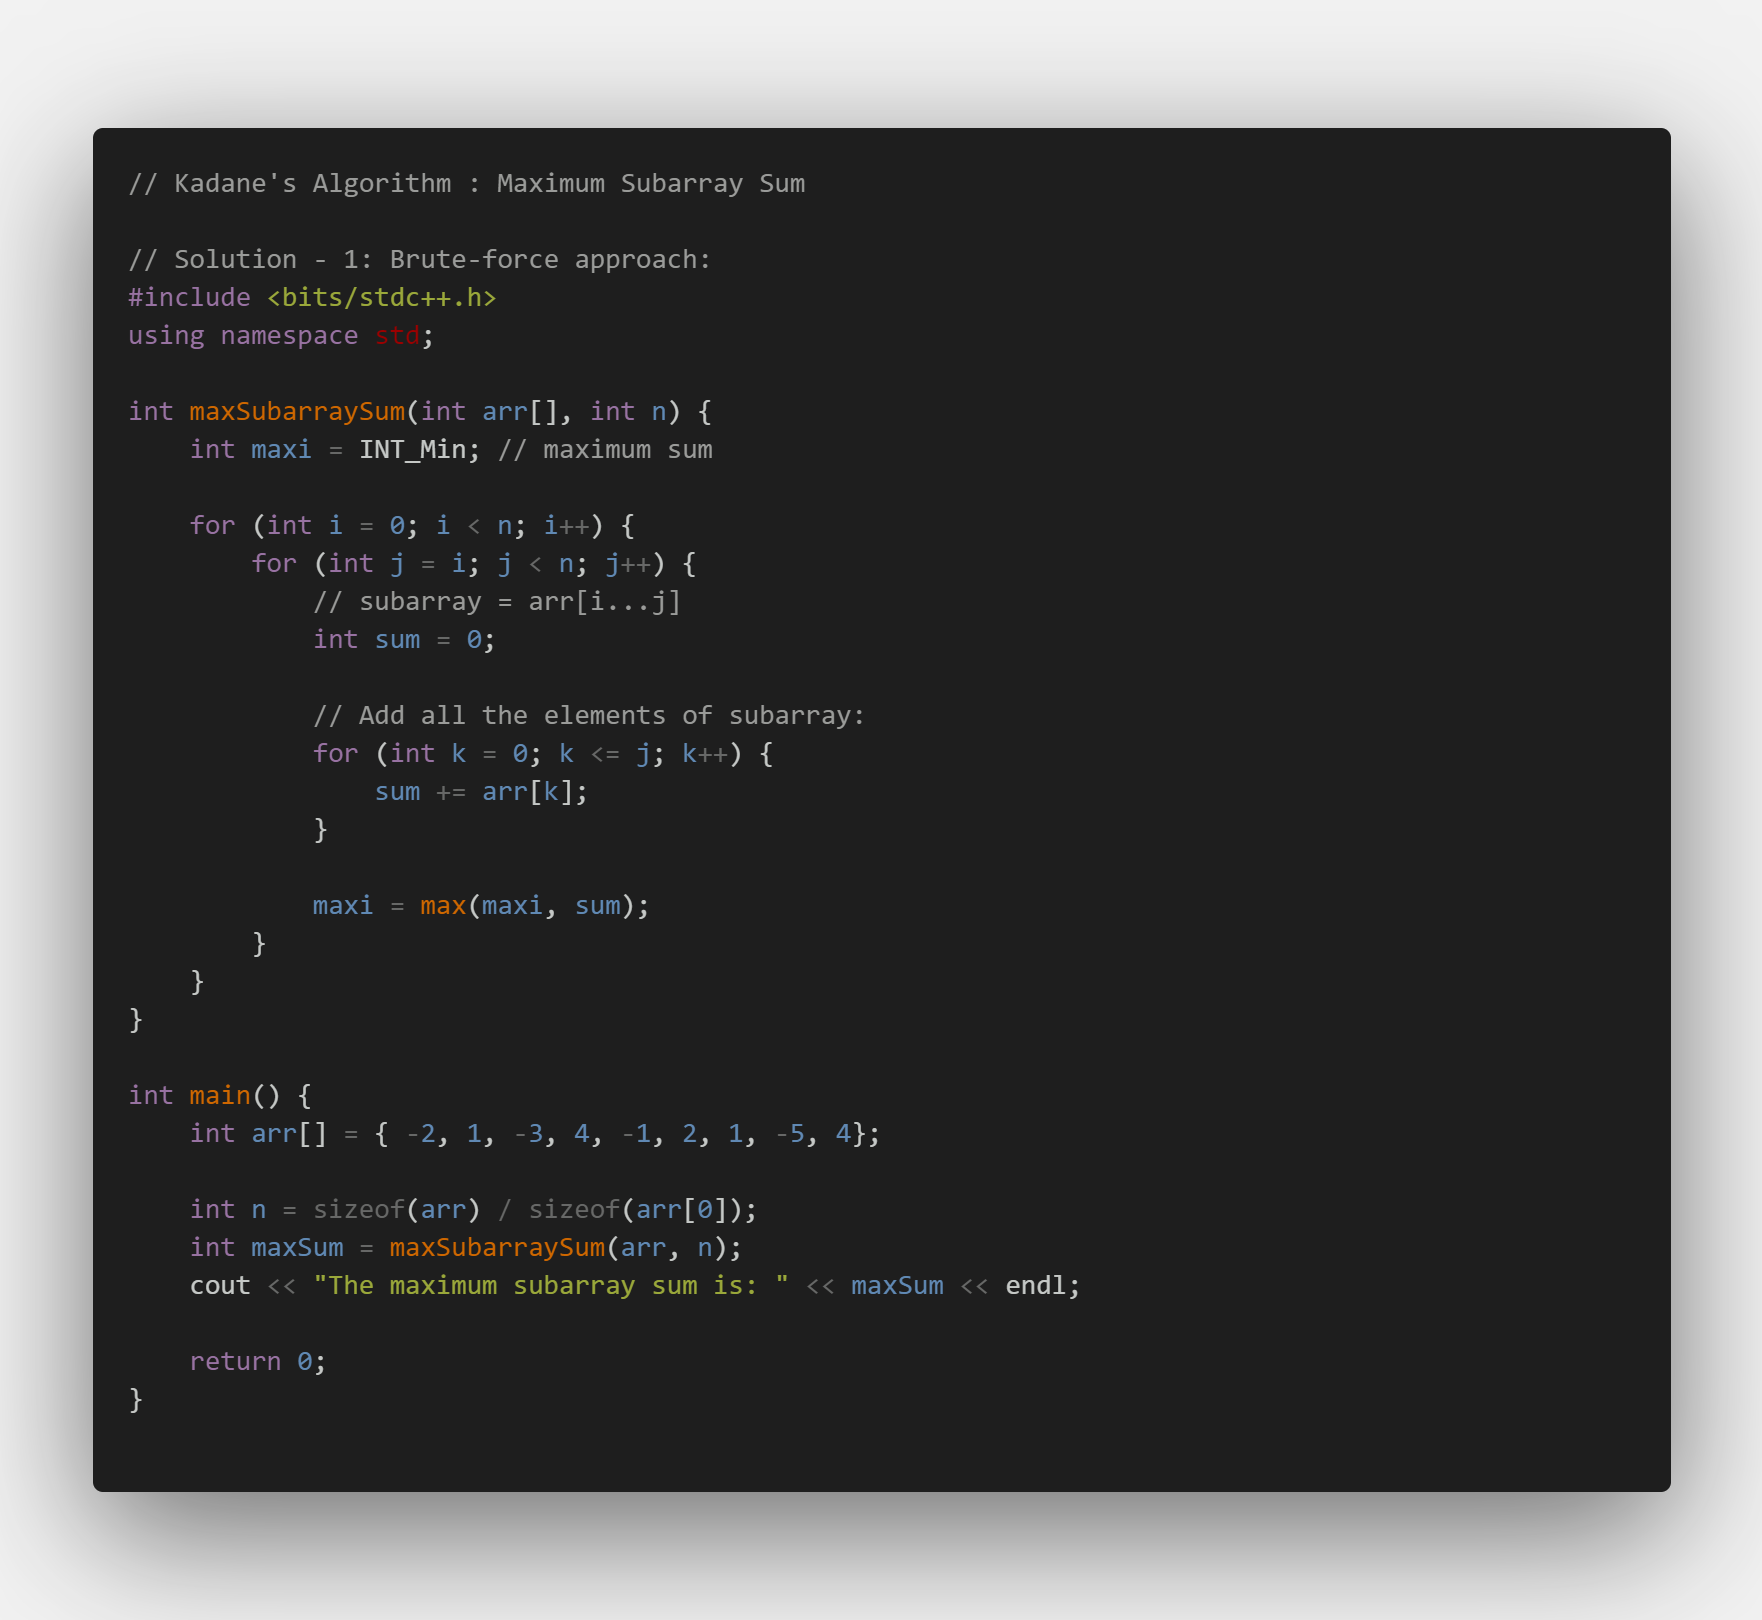 // Kadane's Algorithm : Maximum Subarray Sum

// Solution - 1: Brute-force approach:
#include <bits/stdc++.h>
using namespace std;

int maxSubarraySum(int arr[], int n) {
    int maxi = INT_Min; // maximum sum

    for (int i = 0; i < n; i++) {
        for (int j = i; j < n; j++) {
            // subarray = arr[i...j]
            int sum = 0;

            // Add all the elements of subarray:
            for (int k = 0; k <= j; k++) {
                sum += arr[k];
            }

            maxi = max(maxi, sum);
        }
    }
}

int main() {
    int arr[] = { -2, 1, -3, 4, -1, 2, 1, -5, 4};

    int n = sizeof(arr) / sizeof(arr[0]);
    int maxSum = maxSubarraySum(arr, n);
    cout << "The maximum subarray sum is: " << maxSum << endl;

    return 0;
}